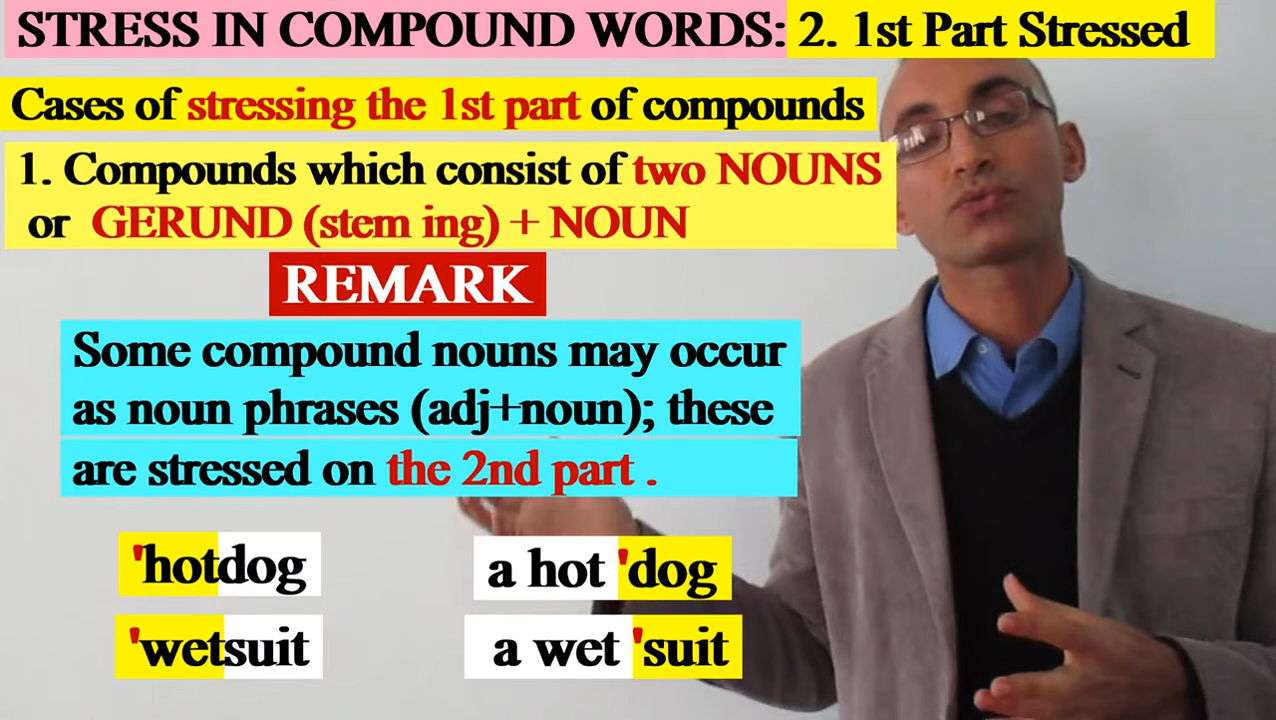 STRESS IN COMPOUND WORDS: 2. 1st Part Stressed
Cases of stressing the 1st part of compounds
1. Compounds which consist of two NOUNS
or GERUND (stem ing) + NOUN
REMARK
Some compound nouns may occur
as noun phrases (adj+noun); these
are stressed on the 2nd part .
'hotdog a hot 'dog
'wetsuit a wet 'suit